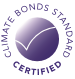 CLIMATE BONDS STANDARD
CERTIFIED